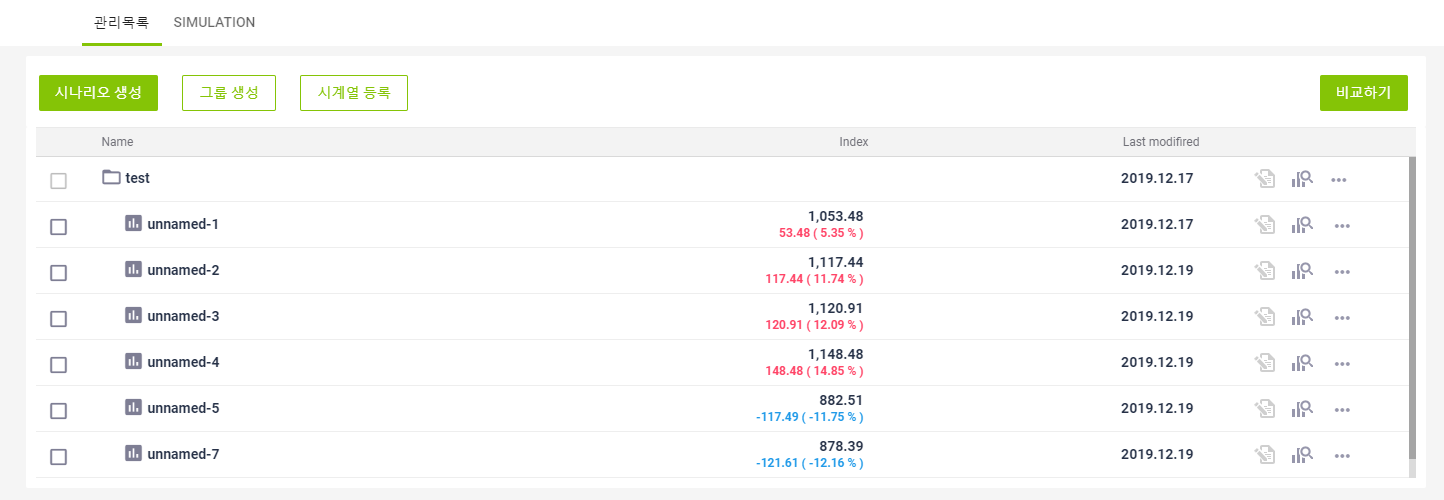 관리목록 SIMULATION
시나리오 생성 그룹 생성 시계열 등록 비교하기
Name Index Last modifired
test 2019.12.17
unnamed-1 1,053.48 2019.12.17
53.48 ( 5.35 % )
unnamed-2 1,117.44 2019.12.19
117.44 ( 11.74 % )
unnamed-3 1,120.91 2019.12.19
120.91 ( 12.09 % )
unnamed-4 1,148.48 2019.12.19
148.48 ( 14.85 % )
unnamed-5 882.51 2019.12.19
-117.49 ( -11.75 % )
unnamed-7 878.39 2019.12.19
-121.61 ( -12.16 % )